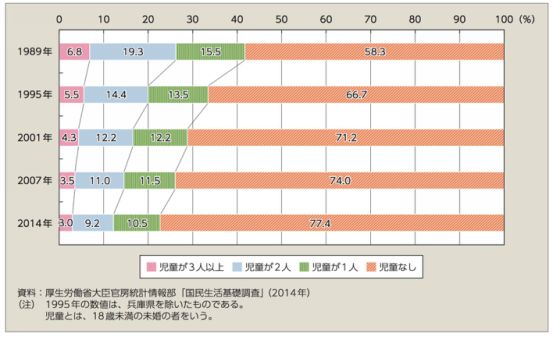 0 10 20 30 40 50 60 70 80 90 100 (%)
1989年 6.8 19.3 15.5 58.3
1995年 5.5 14.4 13.5 66.7
2001年 4.3 12.2 12.2 71.2
2007年 3.5 11.0 11.5 74.0
2014年 3.0 9.2 10.5 77.4
児童が3人以上 児童が2人 児童が1人 児童なし
資料：厚生労働省大臣官房統計情報部「国民生活基礎調査」（2014年）
（注） 1995年の数値は、兵庫県を除いたものである。
児童とは、18歳未満の未婚の者をいう。